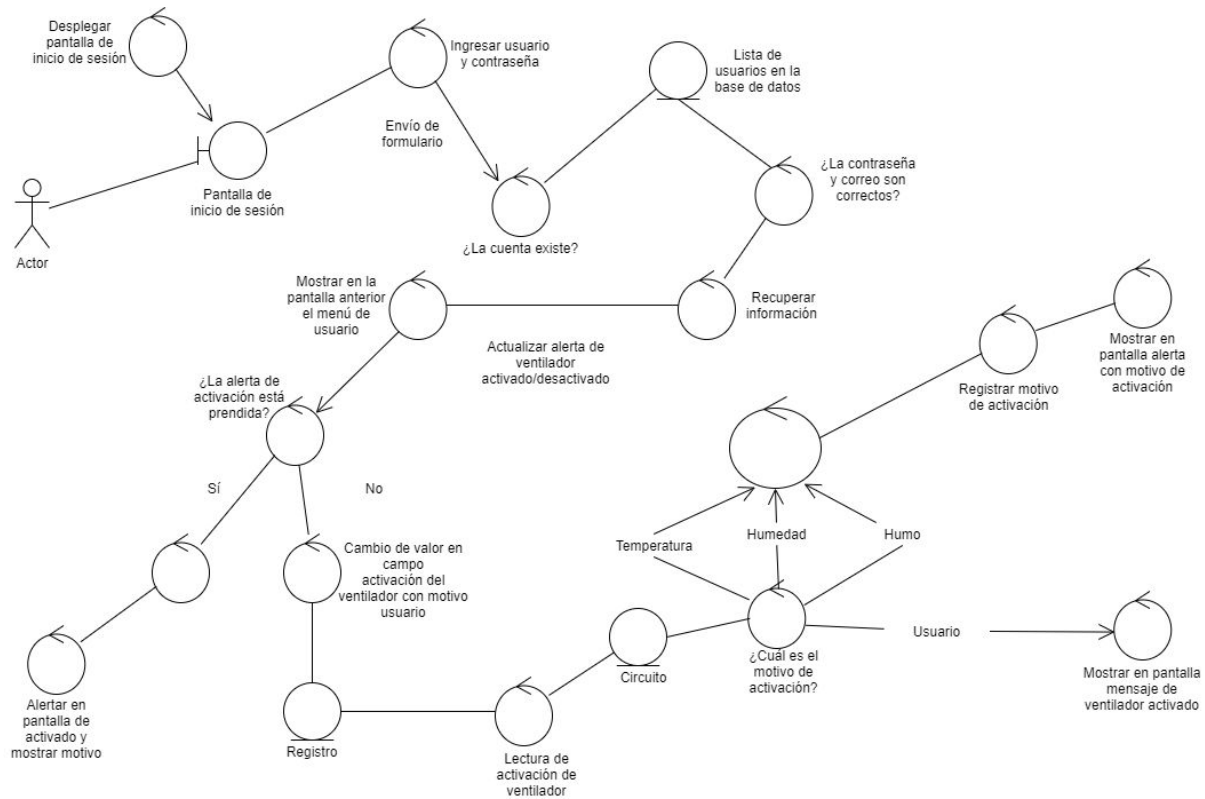 Desplegar
pantalla de
inicio de sesión
Ingresar usuario
y contraseña
Lista de
usuarios en la
base de datos
Envío de
formulario
¿La contraseña
y correo son
correctos?
Pantalla de
inicio de sesión
Actor
¿La cuenta existe?
Mostrar en la
pantalla anterior
el menú de
usuario
Recuperar
información
Actualizar alerta de
ventilador
activado/desactivado
Mostrar en
pantalla alerta
con motivo de
activación
Registrar motivo
de activación
¿La alerta de
activación está
prendida?
Sí
No
Cambio de valor en
campo
activación del
ventilador con motivo
usuario
Temperatura
Humedad
Humo
Usuario
Circuito
¿Cuál es el
motivo de
activación?
Mostrar en pantalla
mensaje de
ventilador activado
Alertar en
pantalla de
activado y
mostrar motivo
Registro
Lectura de
activación de
ventilador